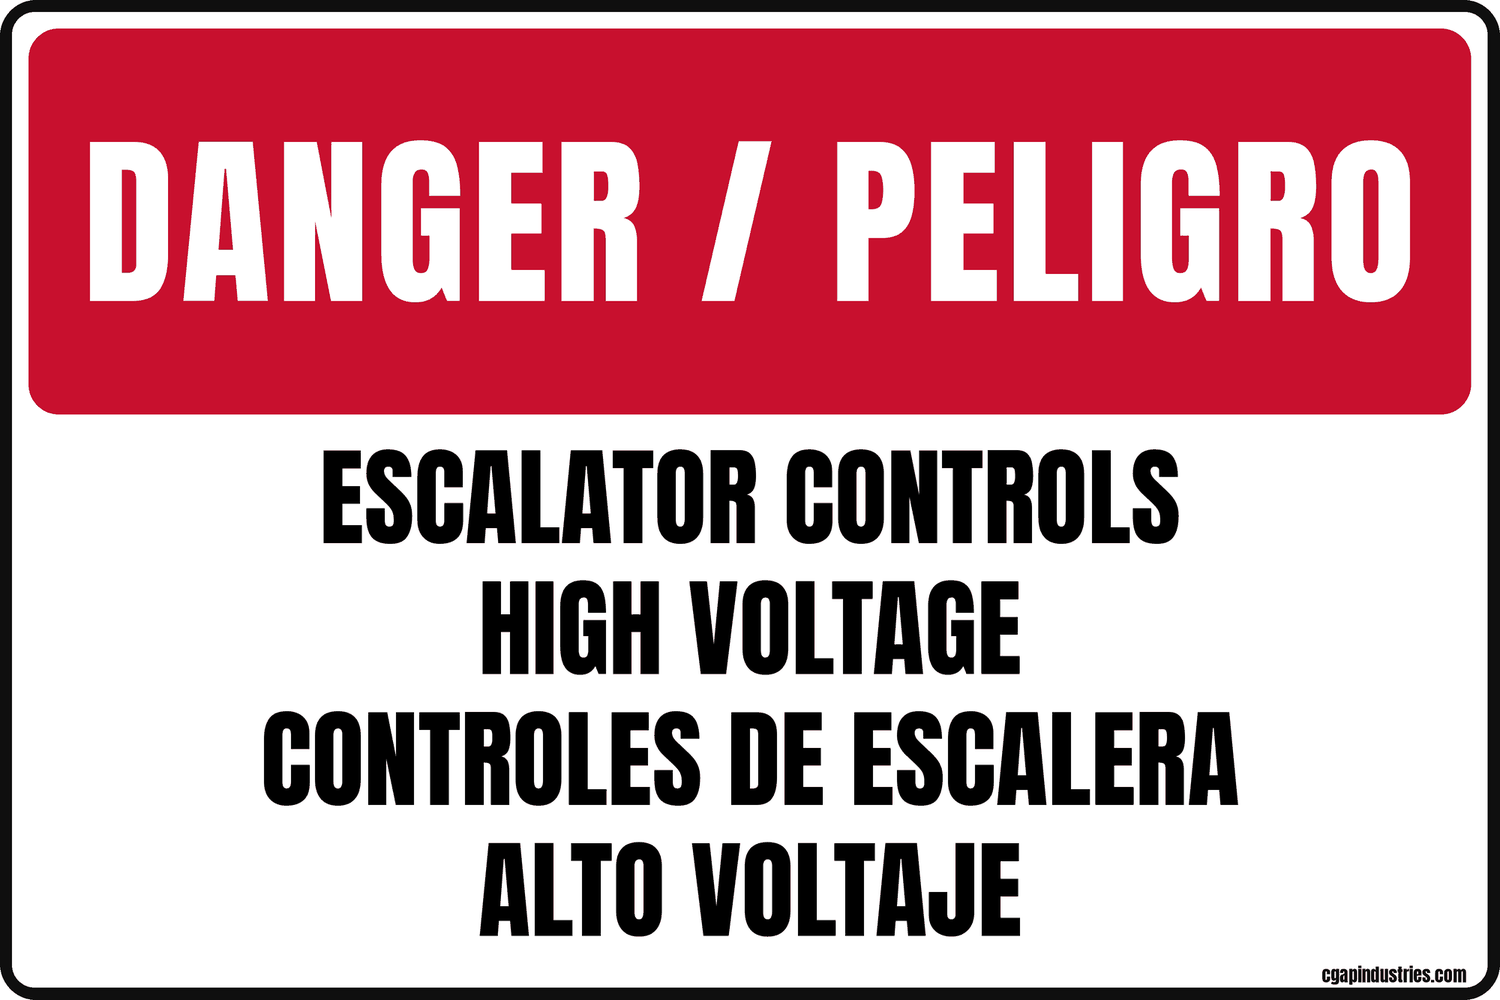 DANGER / PELIGRO
ESCALATOR CONTROLS
HIGH VOLTAGE
CONTROLES DE ESCALERA
ALTO VOLTAJE
cgapindustries.com